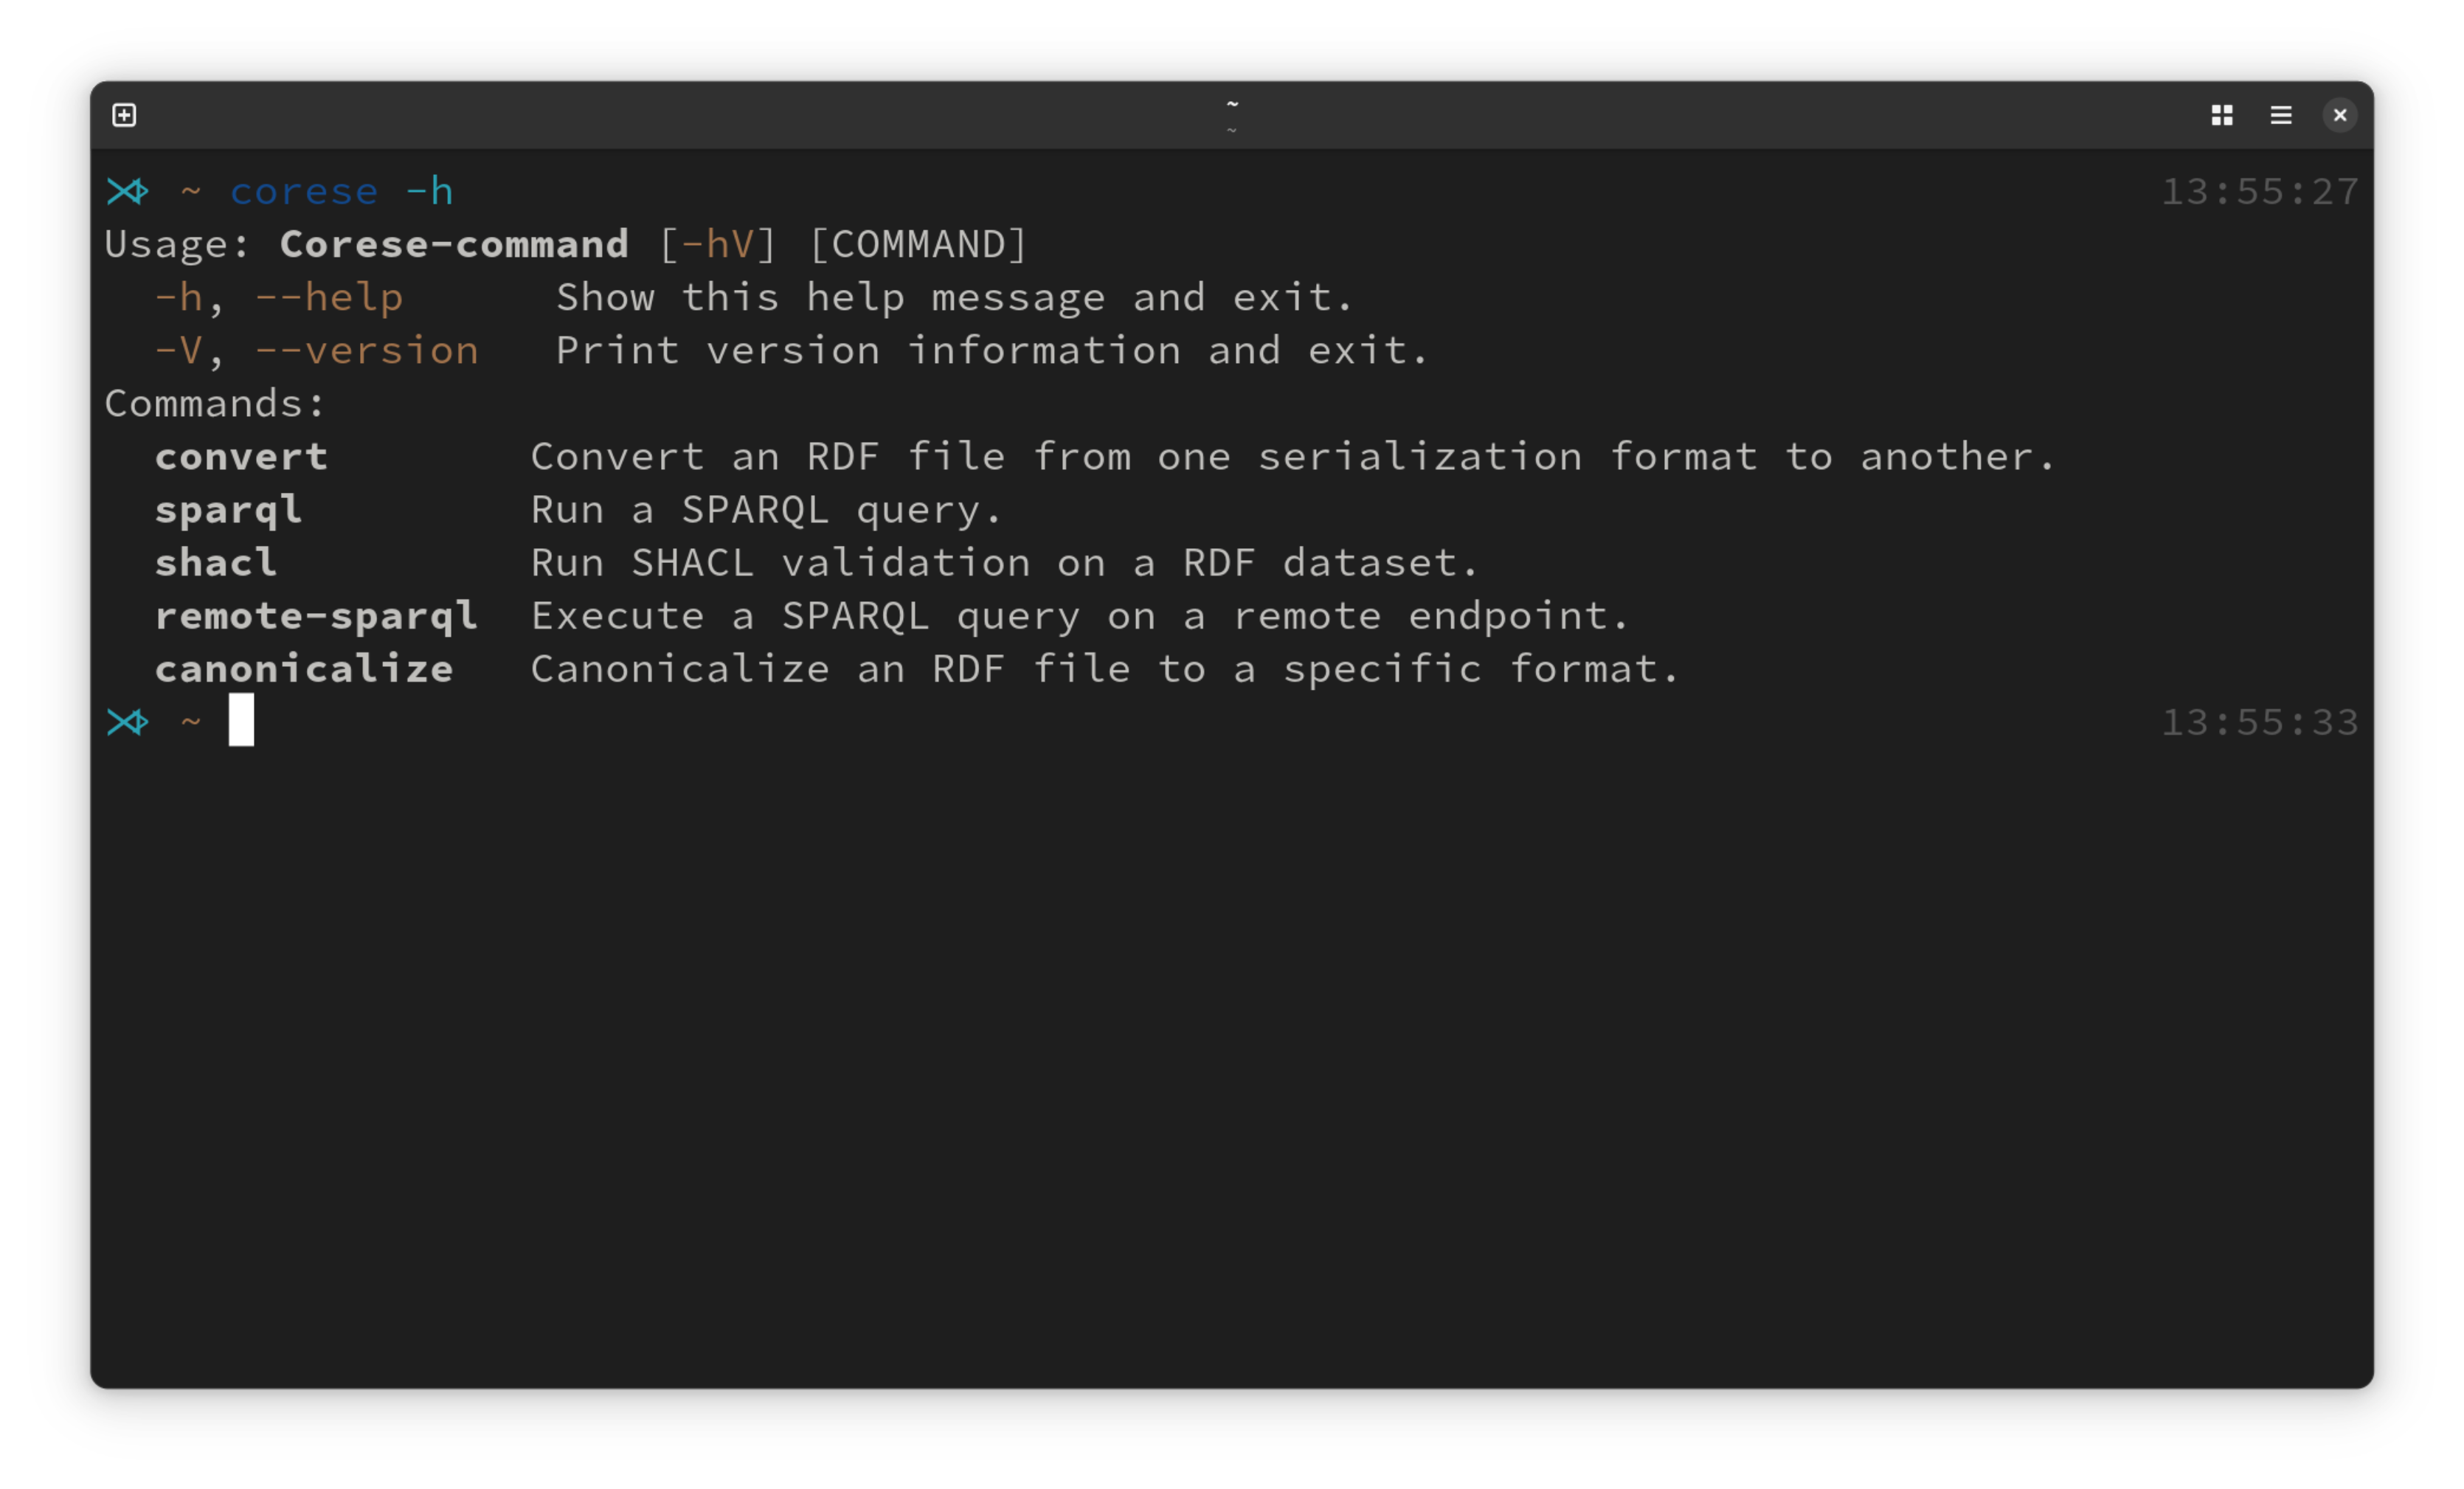 ~
~
~ corese -h 13:55:27
Usage: Corese-command [-hV] [COMMAND]
  -h, --help      Show this help message and exit.
  -V, --version   Print version information and exit.
Commands:
  convert        Convert an RDF file from one serialization format to another.
  sparql         Run a SPARQL query.
  shacl          Run SHACL validation on a RDF dataset.
  remote-sparql  Execute a SPARQL query on a remote endpoint.
  canonicalize   Canonicalize an RDF file to a specific format.
~ 13:55:33